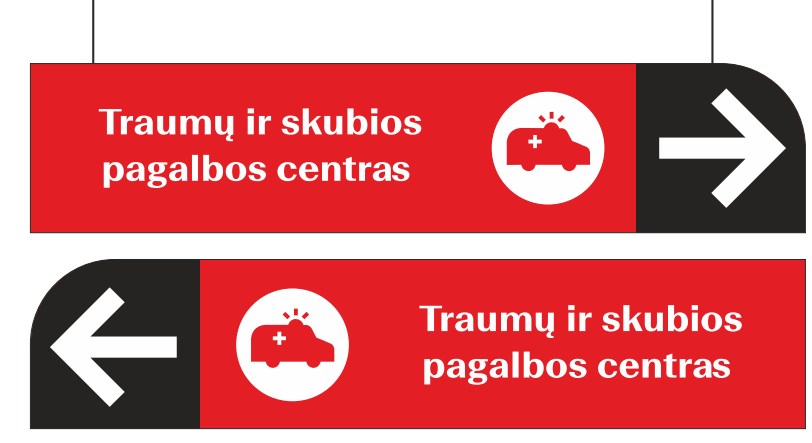 Traumų ir skubios
pagalbos centras
Traumų ir skubios
pagalbos centras